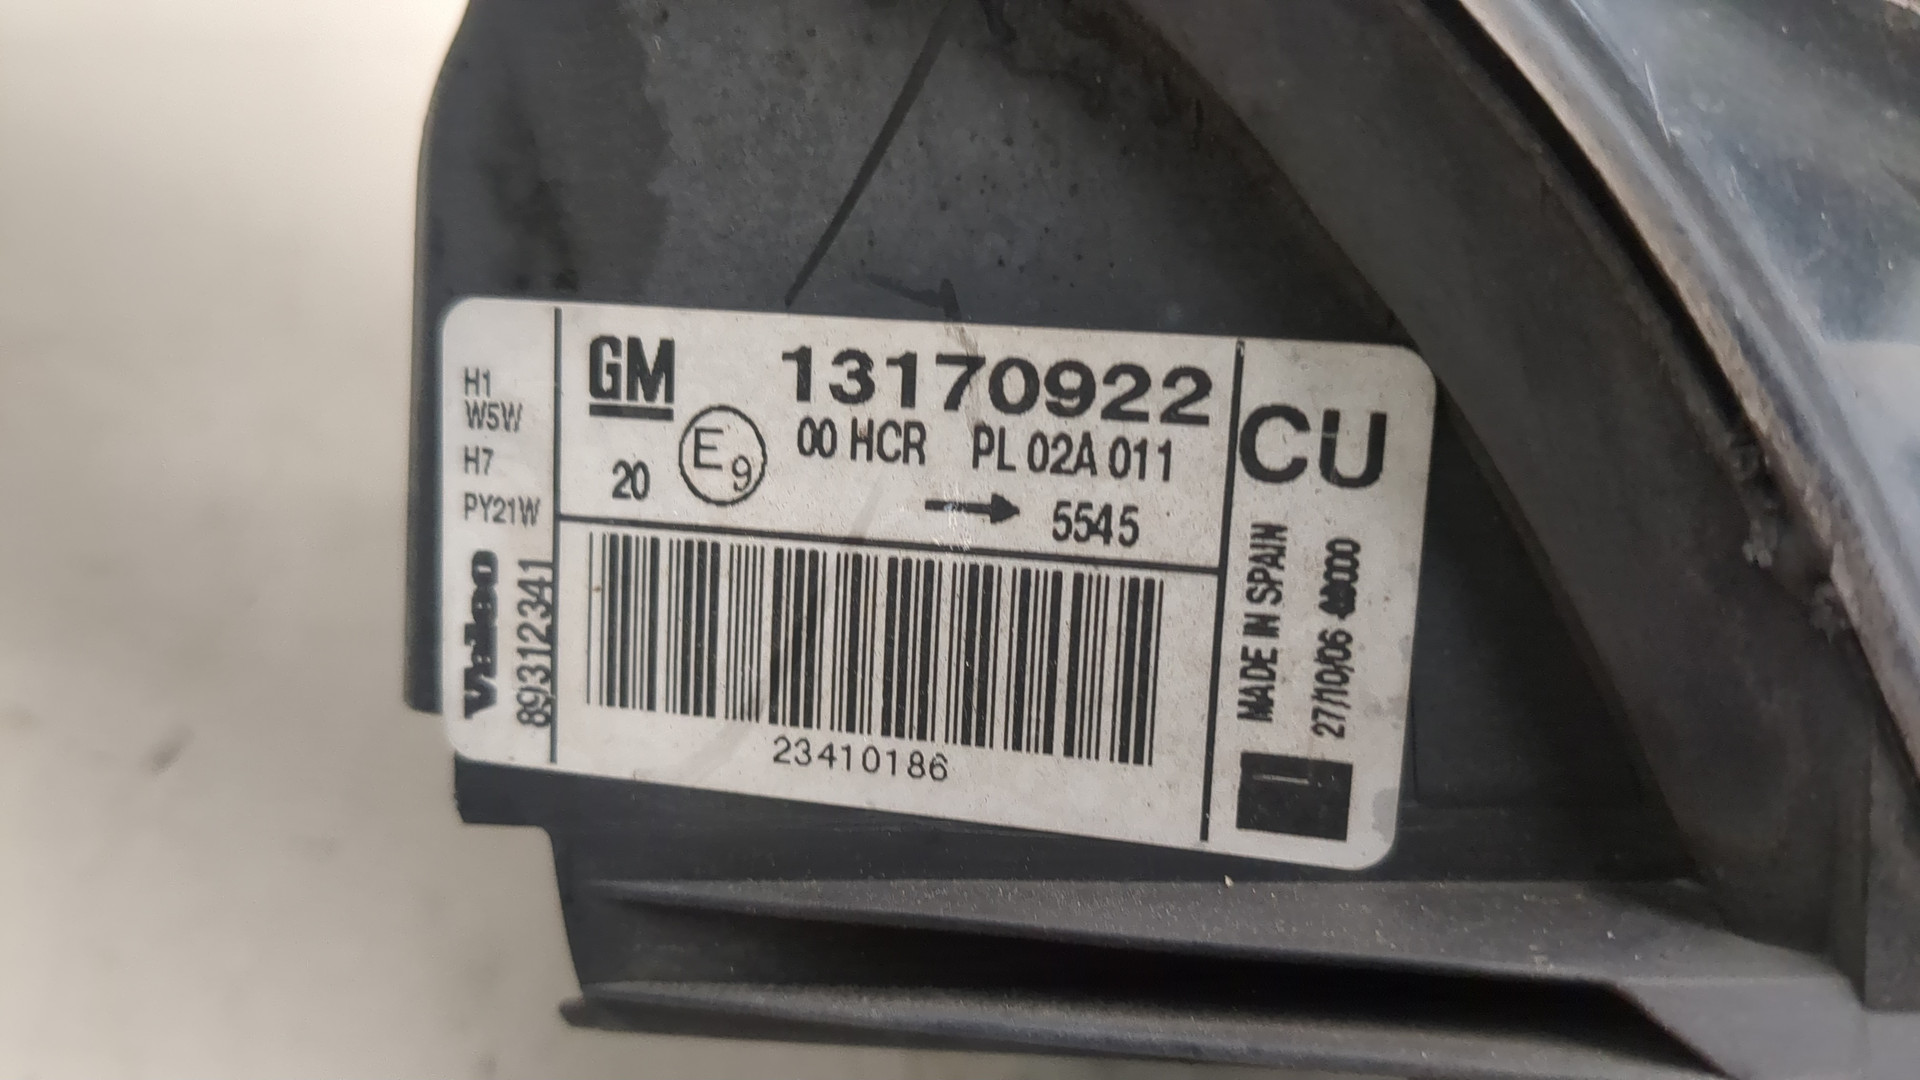 H1
W5W
H7
PY21W
Valeo
89312341
GM 13170922
20 E9 00 HCR PL 02A 011
5545
23410186
CU
MADE IN SPAIN
27/10/06